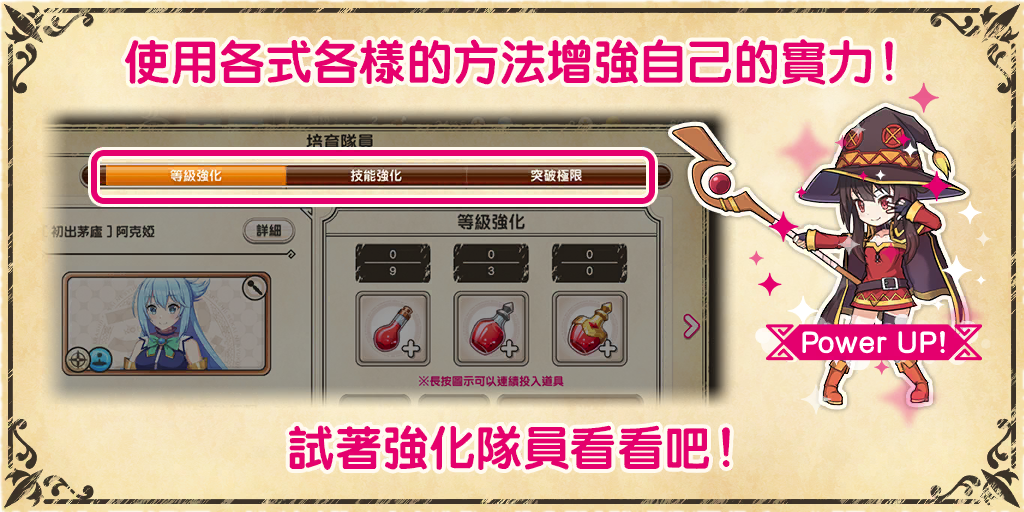 使用各式各樣的方法增強自己的實力!
培育隊員
等級強化 技能強化 突破極限
[初出茅廬]阿克婭 詳細
等級強化
0 0 0
9 3 0
※長按圖示可以連續投入道具
Power UP!
試著強化隊員看看吧!